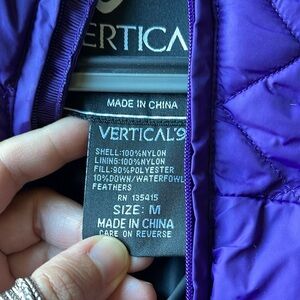 ERTICA
MADE IN CHINA
VERTICAL'9
SHELL:100%NYLON
LINING:100%NYLON
FILL:90%POLYESTER
10%DOWN/WATERFOWL
FEATHERS
RN 135415
SIZE: M
MADE IN CHINA
CARE ON REVERSE